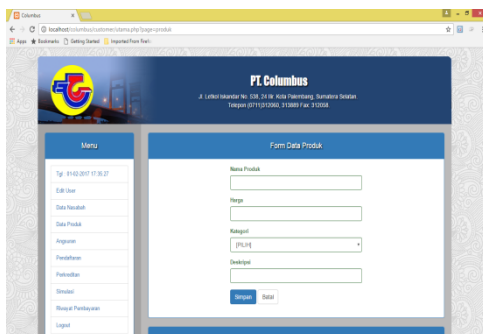 Columbus
localhost/columbus/customer/utama.php?page=produk
Apps Bookmarks Getting Started Imported From Firef
PT. Columbus
J. Letkol Iskandar No. 538, 24 Ilir. Kota Palembang, Sumatera Selatan.
Telepon (0711)312060, 313889 Fax: 312058.
Menu
Form Data Produk
Tgl : 01-02-2017 17.35.27
Edit User
Data Nasabah
Data Produk
Angsuran
Pendaftaran
Perkreditan
Simulasi
Riwayat Pembayaran
Logout
Nama Produk
Harga
Kategori
[PILIH]
Deskripsi
Simpan Batal